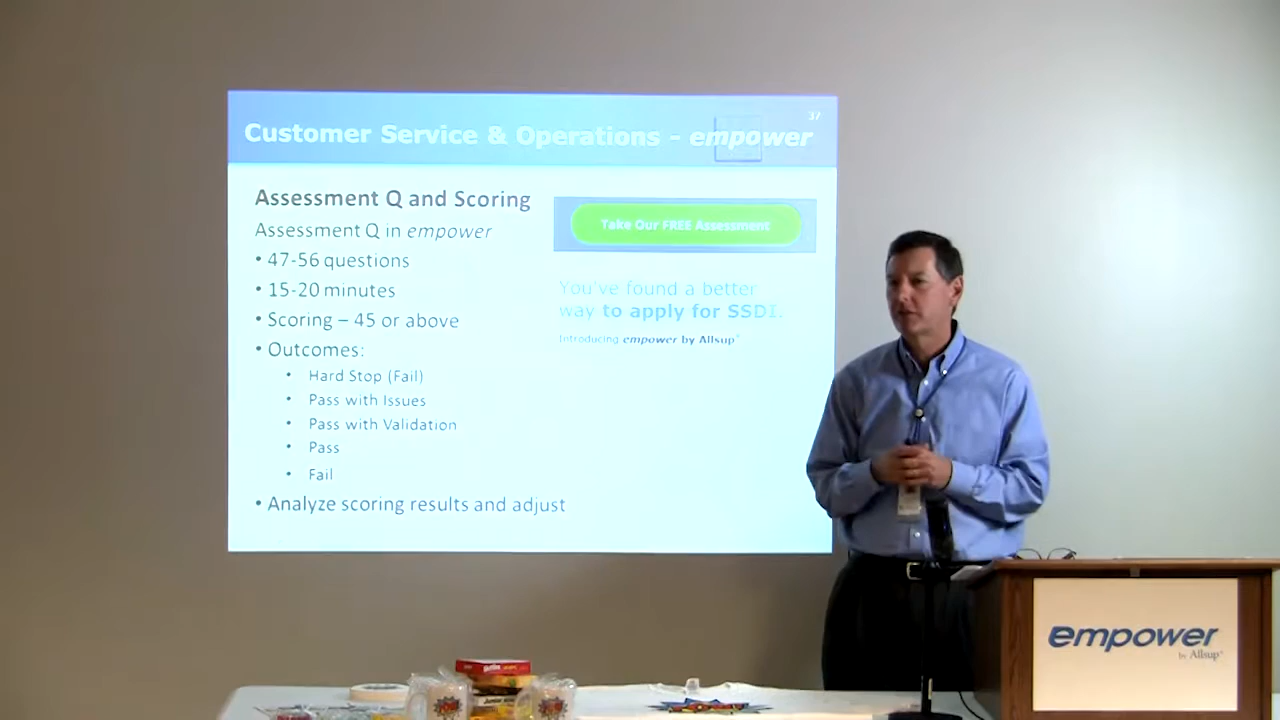 37
Customer Service & Operations - empower
Assessment Q and Scoring
Assessment Q in empower
• 47-56 questions
• 15-20 minutes
• Scoring – 45 or above
• Outcomes:
• Hard Stop (Fail)
• Pass with Issues
• Pass with Validation
• Pass
• Fail
• Analyze scoring results and adjust
Take Our FREE Assessment
You've found a better
way to apply for SSDI.
Introducing empower by Allsup®
empower
by Allsup®